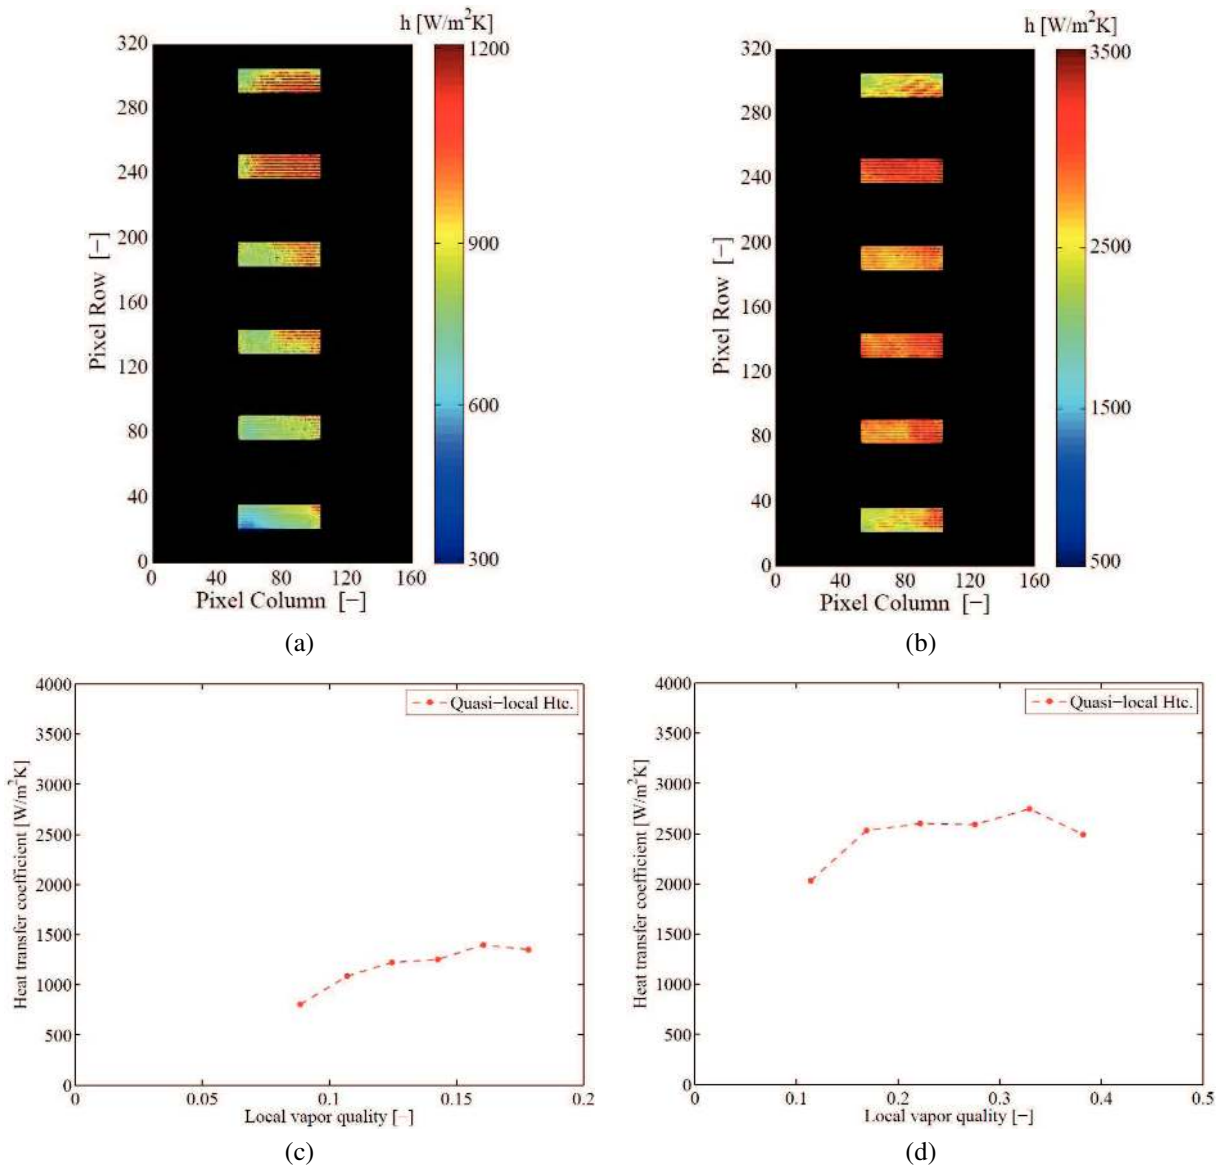 h [W/m²K]
320
280
240
200
160
120
80
40
0
0 40 80 120 160
Pixel Row [−]
Pixel Column [−]
1200
900
600
300
(a)
h [W/m²K]
320
280
240
200
160
120
80
40
0
0 40 80 120 160
Pixel Row [−]
Pixel Column [−]
3500
2500
1500
500
(b)
4000
3500
3000
2500
2000
1500
1000
500
0
0 0.05 0.1 0.15 0.2
Heat transfer coefficient [W/m²K]
Local vapor quality [−]
Quasi−local Htc.
(c)
4000
3500
3000
2500
2000
1500
1000
500
0
0 0.1 0.2 0.3 0.4 0.5
Heat transfer coefficient [W/m²K]
Local vapor quality [−]
Quasi−local Htc.
(d)